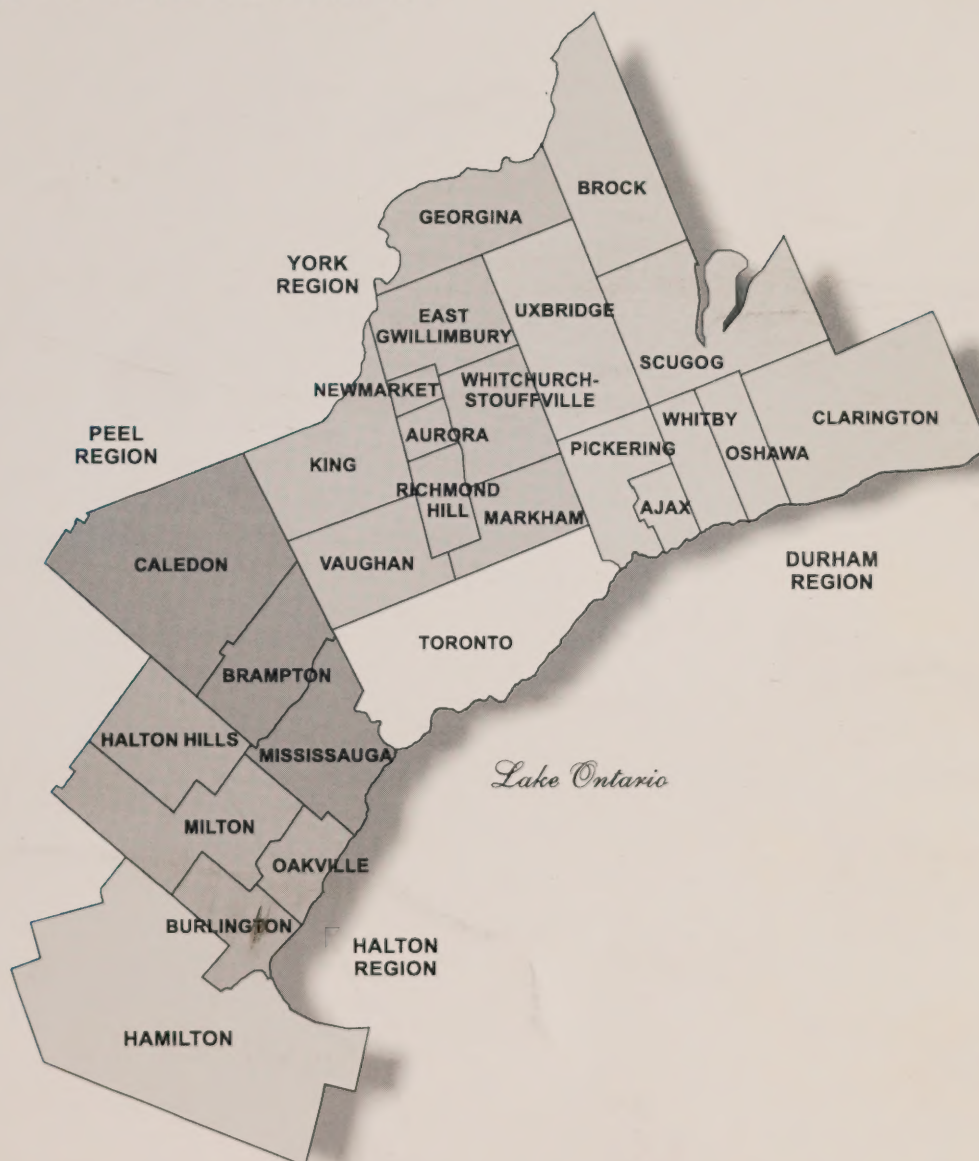 BROCK
GEORGINA
YORK
REGION
EAST
GWILLIMBURY
UXBRIDGE
SCUGOG
NEWMARKET
WHITCHURCH-
STOUFFVILLE
CLARINGTON
WHITBY
OSHAWA
PICKERING
AURORA
PEEL
REGION
KING
RICHMOND
HILL
MARKHAM
AJAX
VAUGHAN
CALEDON
DURHAM
REGION
TORONTO
BRAMPTON
HALTON HILLS
MISSISSAUGA
Lake Ontario
MILTON
OAKVILLE
BURLINGTON
HALTON
REGION
HAMILTON